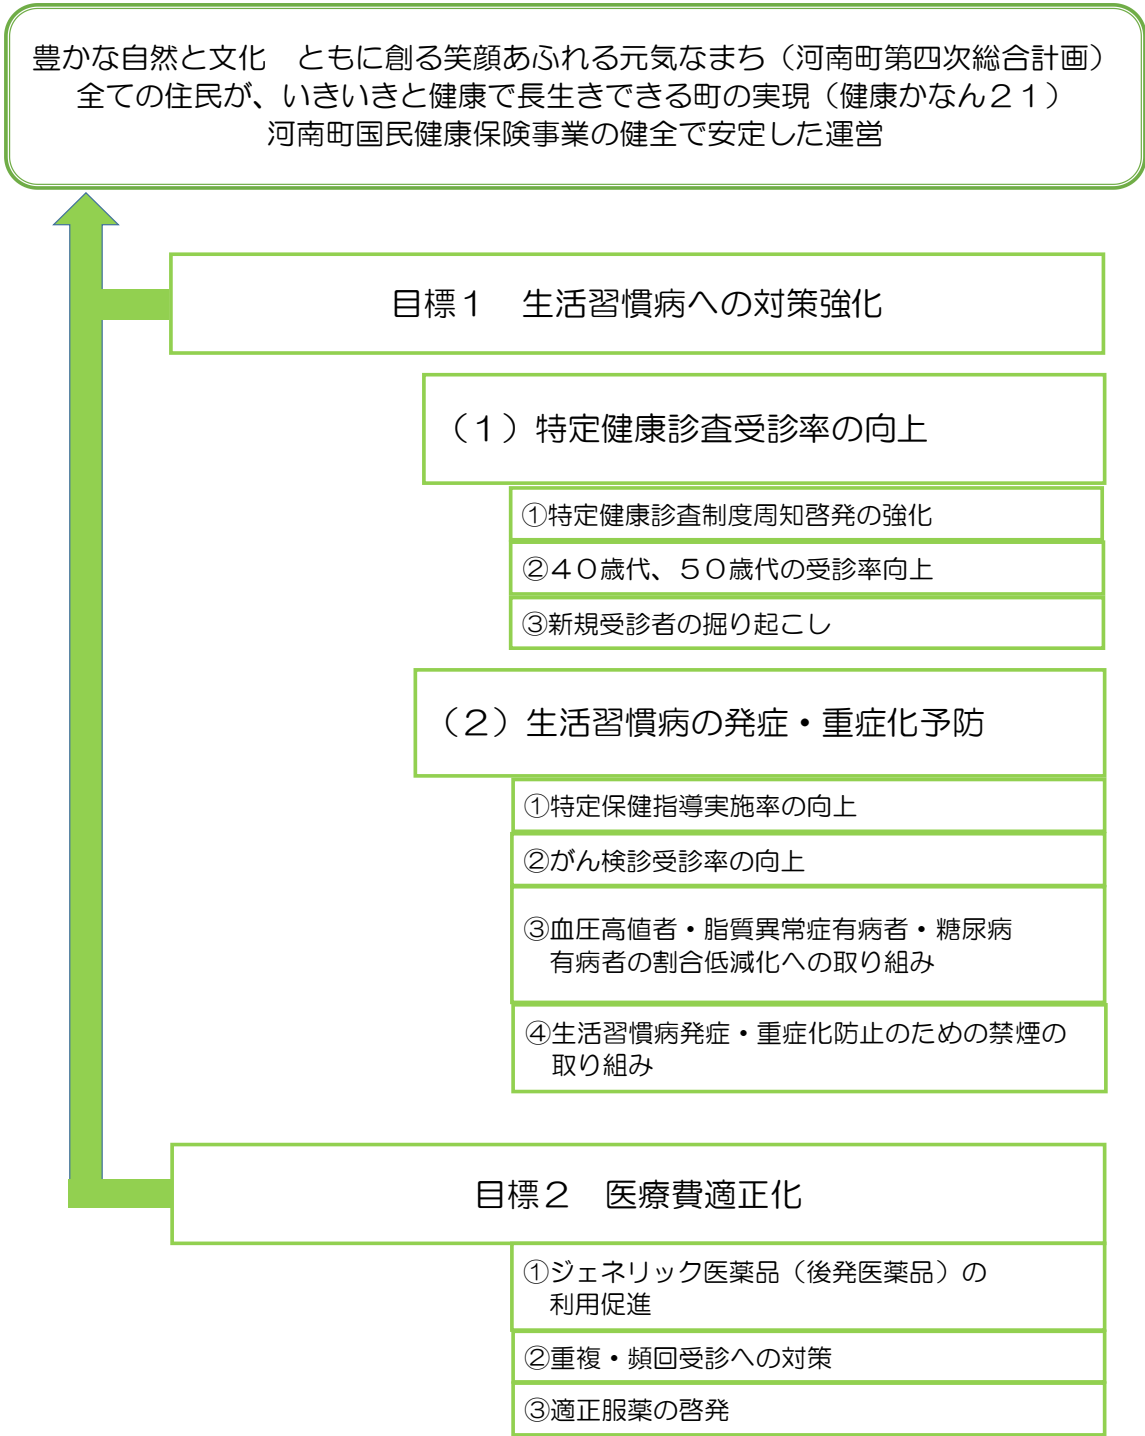 豊かな自然と文化　ともに創る笑顔あふれる元気なまち（河南町第四次総合計画）
全ての住民が、いきいきと健康で長生きできる町の実現（健康かなん２１）
河南町国民健康保険事業の健全で安定した運営
目標１　生活習慣病への対策強化
（１）特定健康診査受診率の向上
①特定健康診査制度周知啓発の強化
②４０歳代、５０歳代の受診率向上
③新規受診者の掘り起こし
（２）生活習慣病の発症・重症化予防
①特定保健指導実施率の向上
②がん検診受診率の向上
③血圧高値者・脂質異常症有病者・糖尿病
有病者の割合低減化への取り組み
④生活習慣病発症・重症化防止のための禁煙の
取り組み
目標２　医療費適正化
①ジェネリック医薬品（後発医薬品）の
利用促進
②重複・頻回受診への対策
③適正服薬の啓発